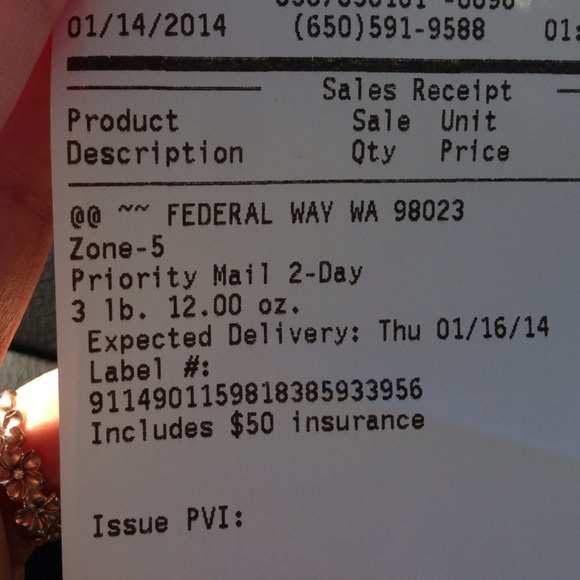 01/14/2014 (650)591-9588 01:
Sales Receipt
Product Sale Unit
Description Qty Price
@@ ~~ FEDERAL WAY WA 98023
Zone-5
Priority Mail 2-Day
3 lb. 12.00 oz.
Expected Delivery: Thu 01/16/14
Label #:
9114901159818385933956
Includes $50 insurance
Issue PVI: